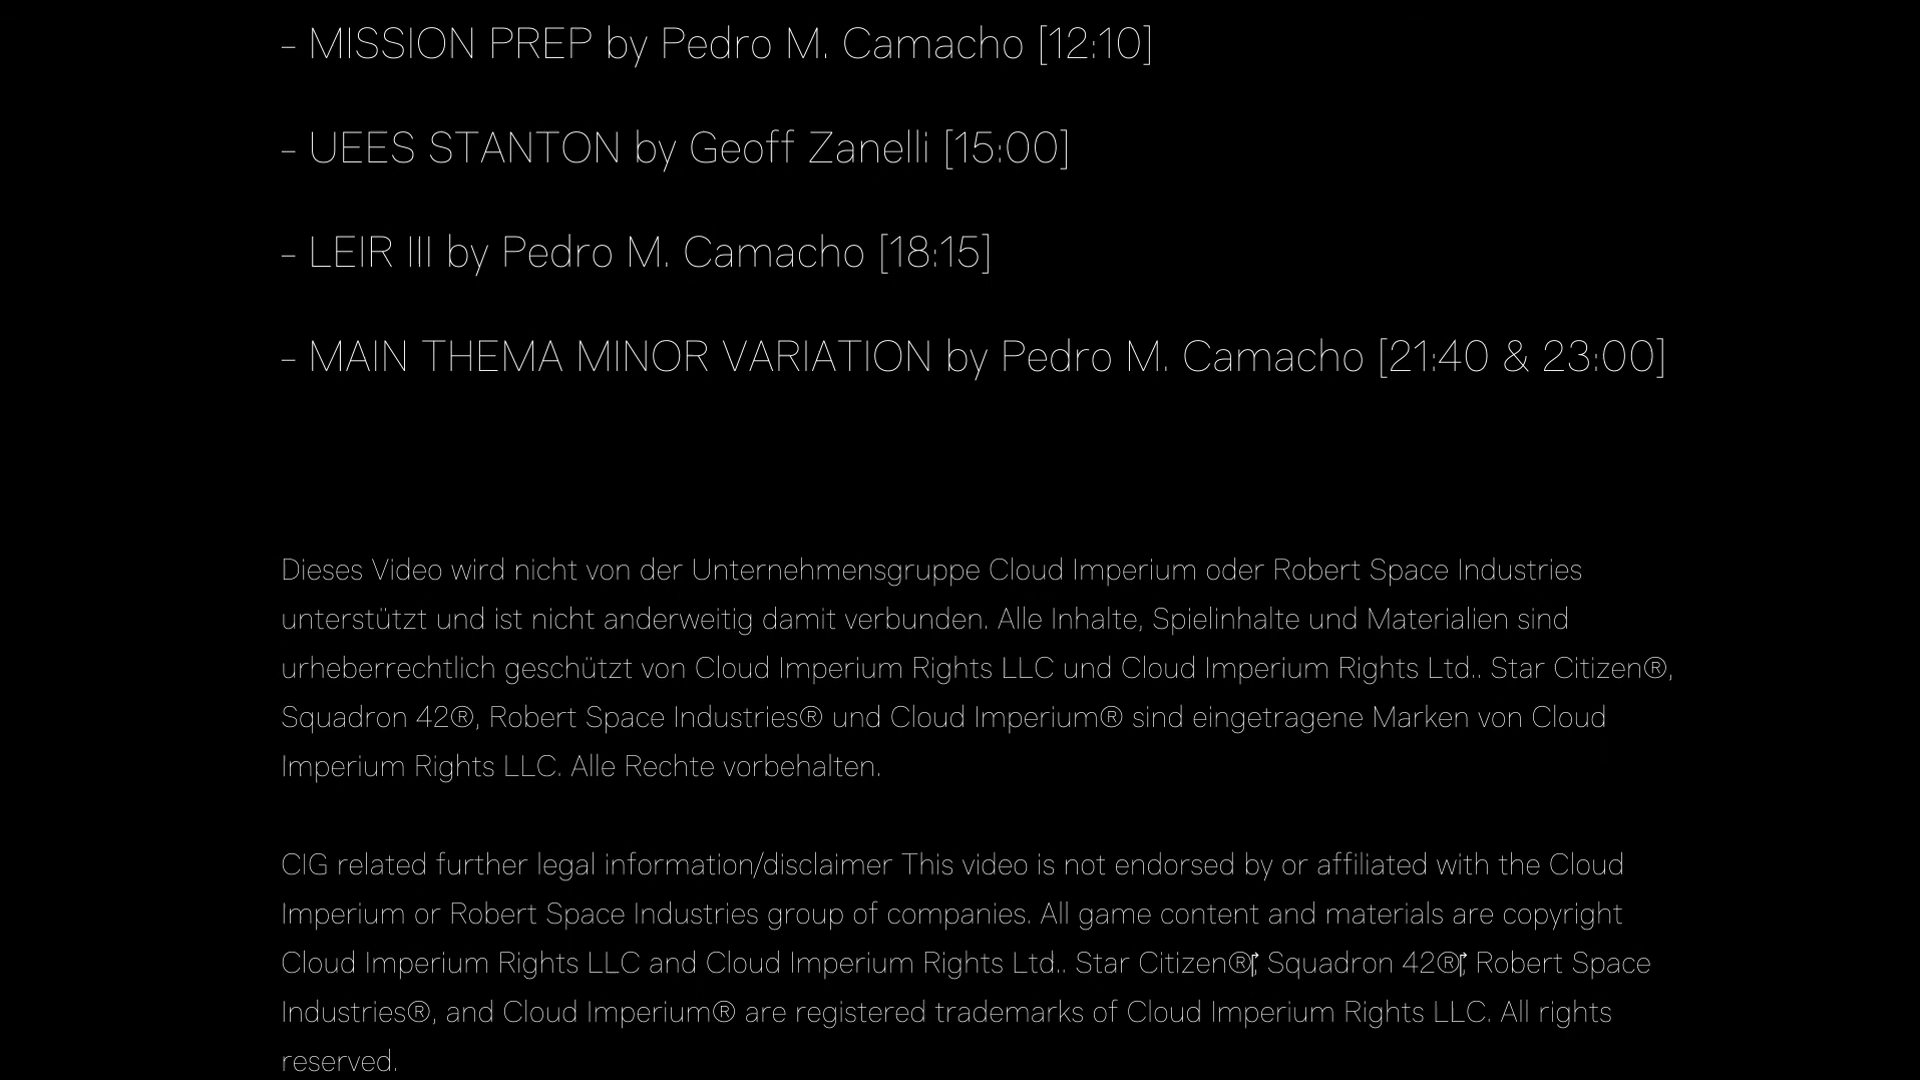 - MISSION PREP by Pedro M. Camacho [12:10]
- UEES STANTON by Geoff Zanelli [15:00]
- LEIR III by Pedro M. Camacho [18:15]
- MAIN THEMA MINOR VARIATION by Pedro M. Camacho [21:40 & 23:00]
Dieses Video wird nicht von der Unternehmensgruppe Cloud Imperium oder Robert Space Industries
unterstützt und ist nicht anderweitig damit verbunden. Alle Inhalte, Spielinhalte und Materialien sind
urheberrechtlich geschützt von Cloud Imperium Rights LLC und Cloud Imperium Rights Ltd.. Star Citizen®,
Squadron 42®, Robert Space Industries® und Cloud Imperium® sind eingetragene Marken von Cloud
Imperium Rights LLC. Alle Rechte vorbehalten.
CIG related further legal information/disclaimer This video is not endorsed by or affiliated with the Cloud
Imperium or Robert Space Industries group of companies. All game content and materials are copyright
Cloud Imperium Rights LLC and Cloud Imperium Rights Ltd.. Star Citizen®, Squadron 42®, Robert Space
Industries®, and Cloud Imperium® are registered trademarks of Cloud Imperium Rights LLC. All rights
reserved.